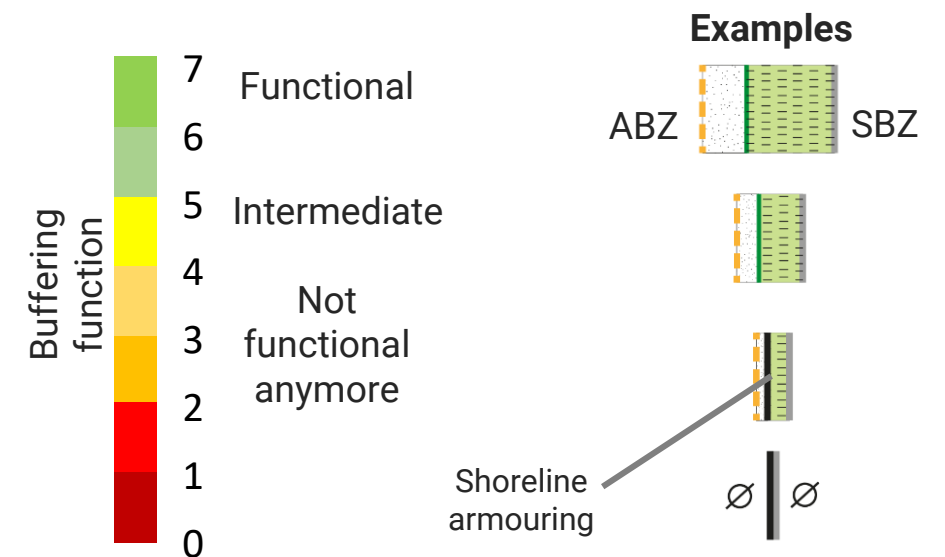 Examples
7
Functional
6
ABZ
SBZ
5
Intermediate
4
Buffering
function
Not
functional
anymore
3
2
1
Shoreline
armouring
∅
∅
0